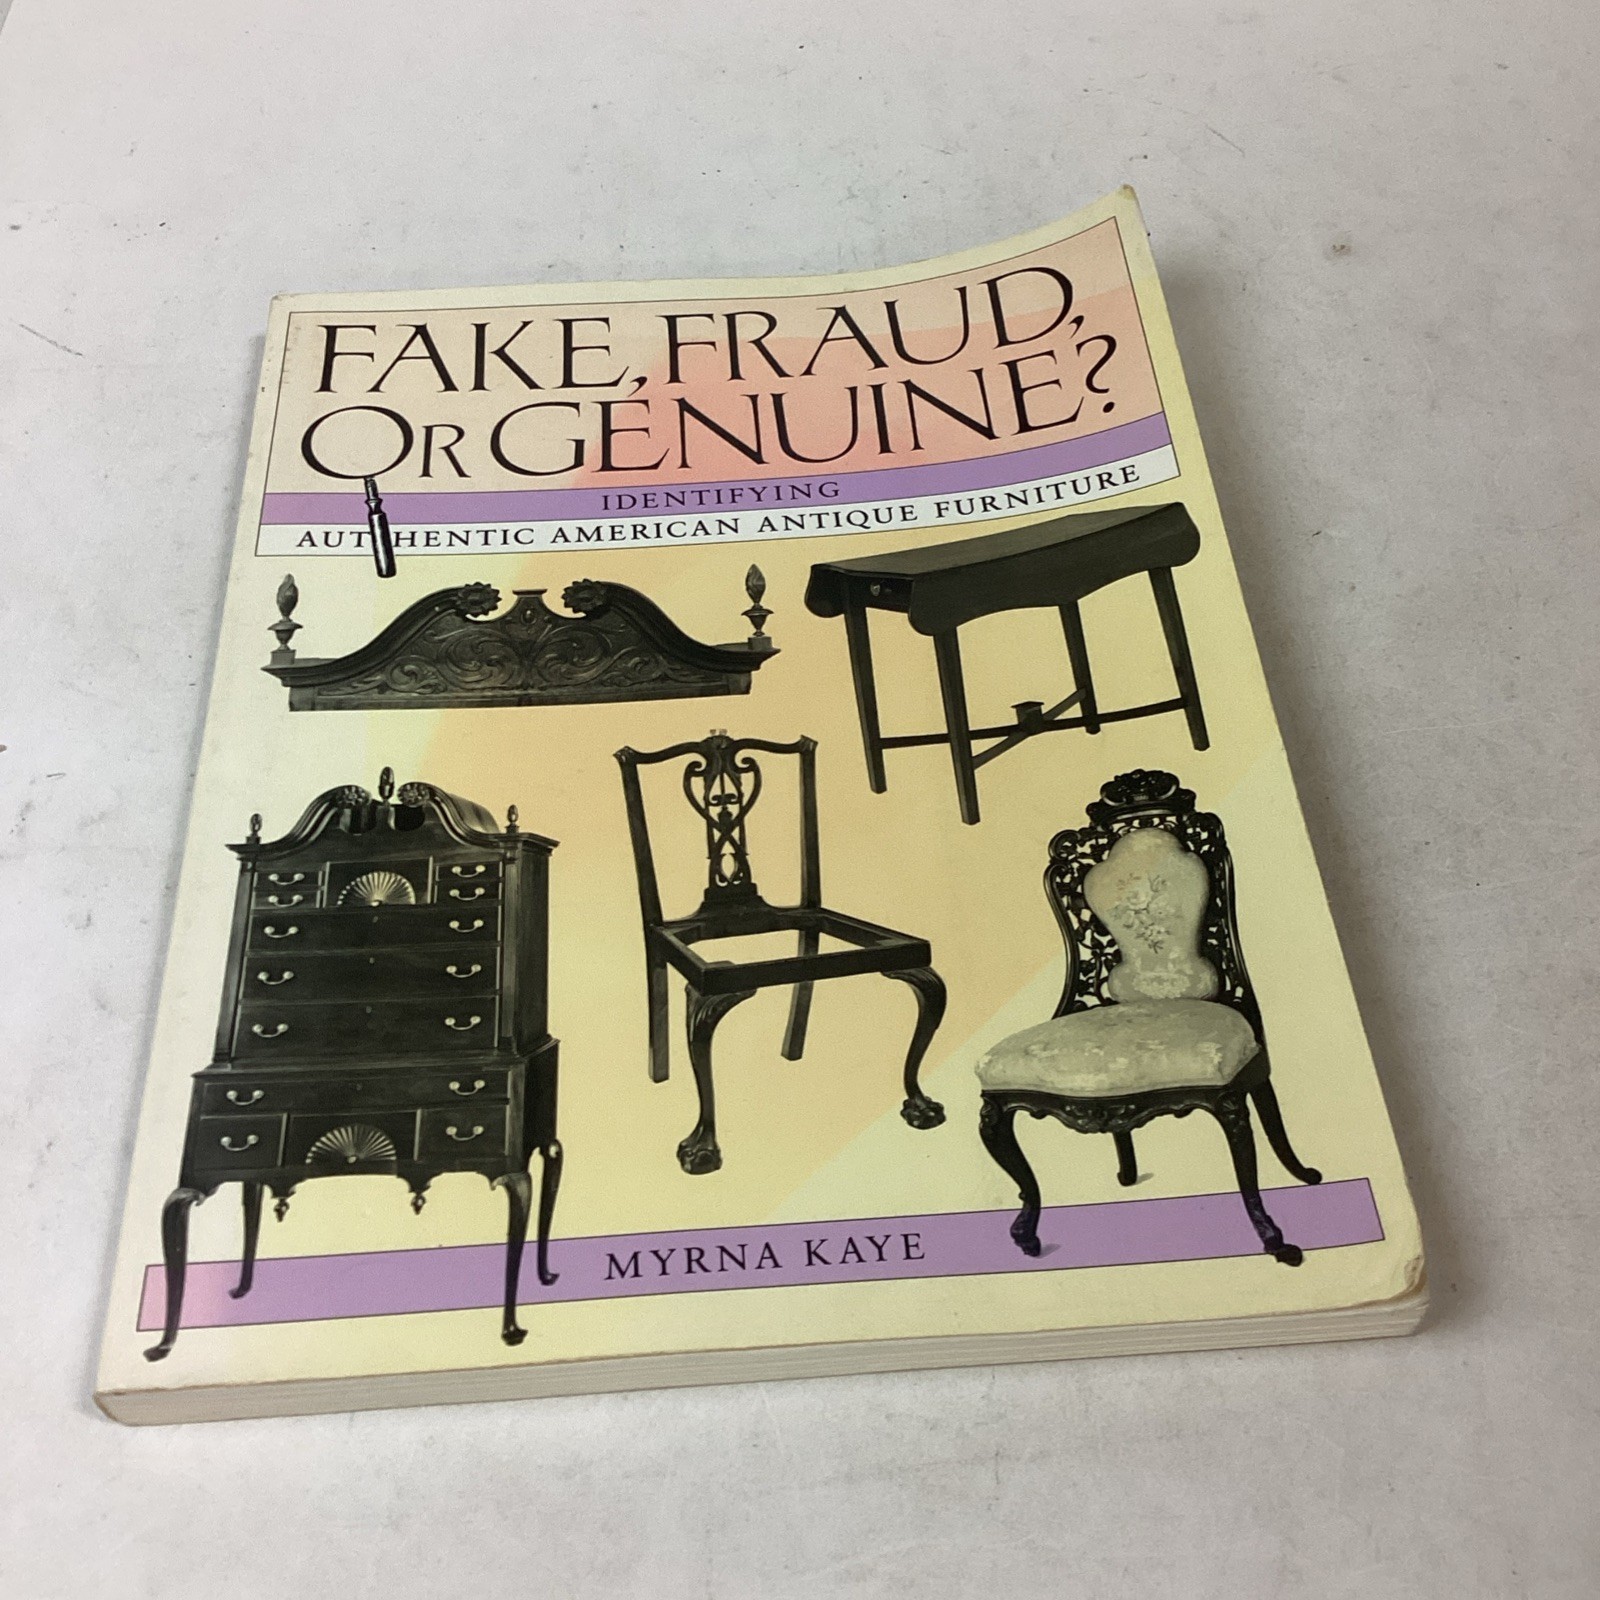 FAKE, FRAUD,
OR GENUINE?
IDENTIFYING
AUTHENTIC AMERICAN ANTIQUE FURNITURE
MYRNA KAYE